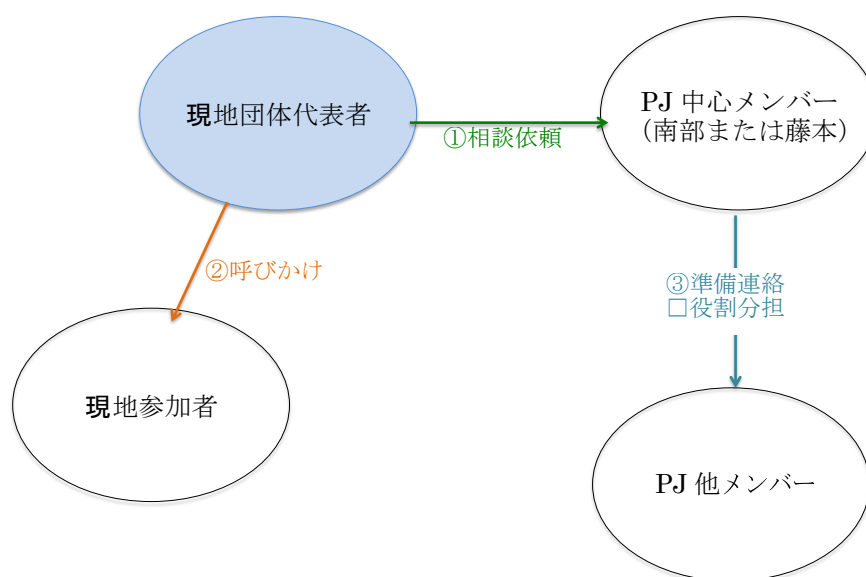 現地団体代表者
PJ 中心メンバー
（南部または藤本）
①相談依頼
②呼びかけ
③準備連絡
□役割分担
現地参加者
PJ 他メンバー